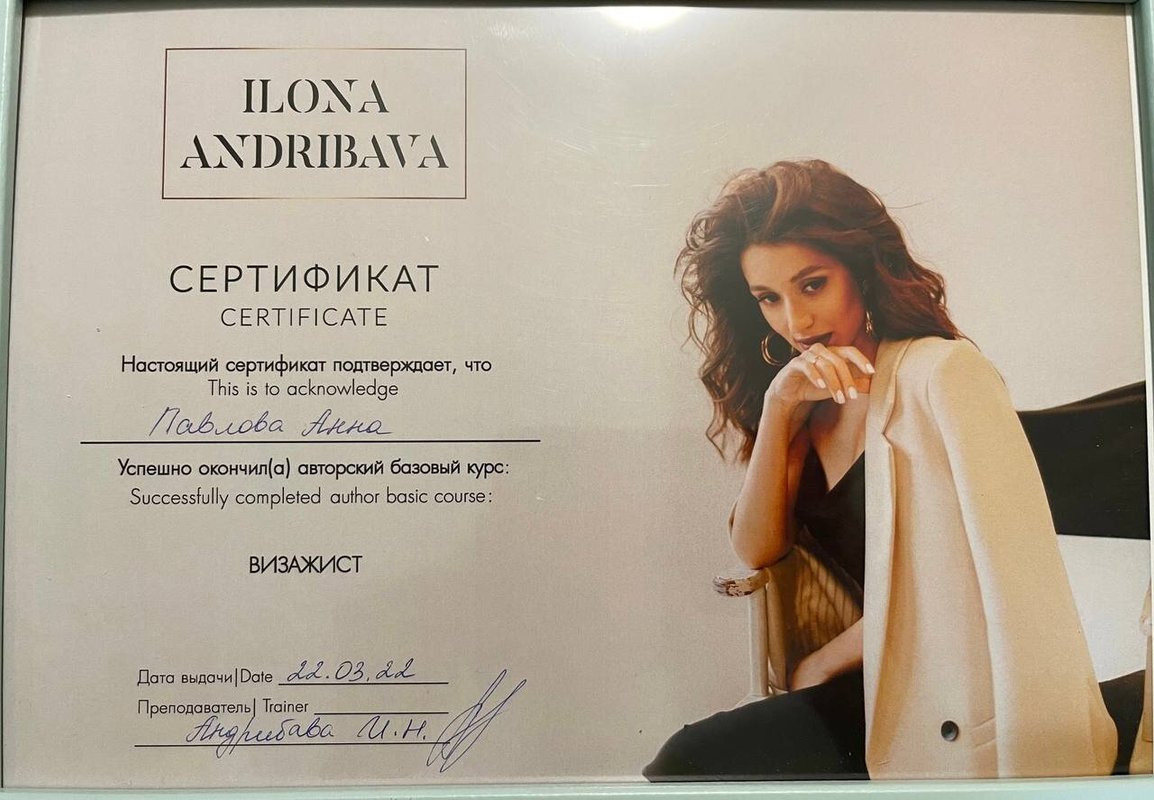 ILONA
ANDRIBAVA
СЕРТИФИКАТ
CERTIFICATE
Настоящий сертификат подтверждает, что
This is to acknowledge
Павлова Анна
Успешно окончил(а) авторский базовый курс:
Successfully completed author basic course:
ВИЗАЖИСТ
Дата выдачи|Date 22.03.22
Преподаватель| Trainer
Андрибава И.Н.